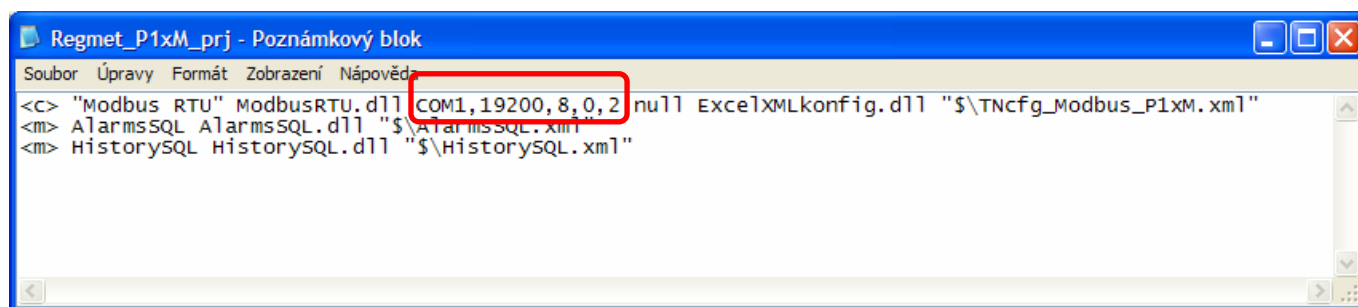 Regmet_P1xM_prj - Poznámkový blok
Soubor Úpravy Formát Zobrazení Nápověda
<c> "Modbus RTU" ModbusRTU.dll COM1,19200,8,0,2 null ExcelXMLkonfig.dll "$\TNcfg_Modbus_P1xM.xml"
<m> AlarmsSQL AlarmsSQL.dll "$\AlarmsSQL.xml"
<m> HistorySQL HistorySQL.dll "$\HistorySQL.xml"